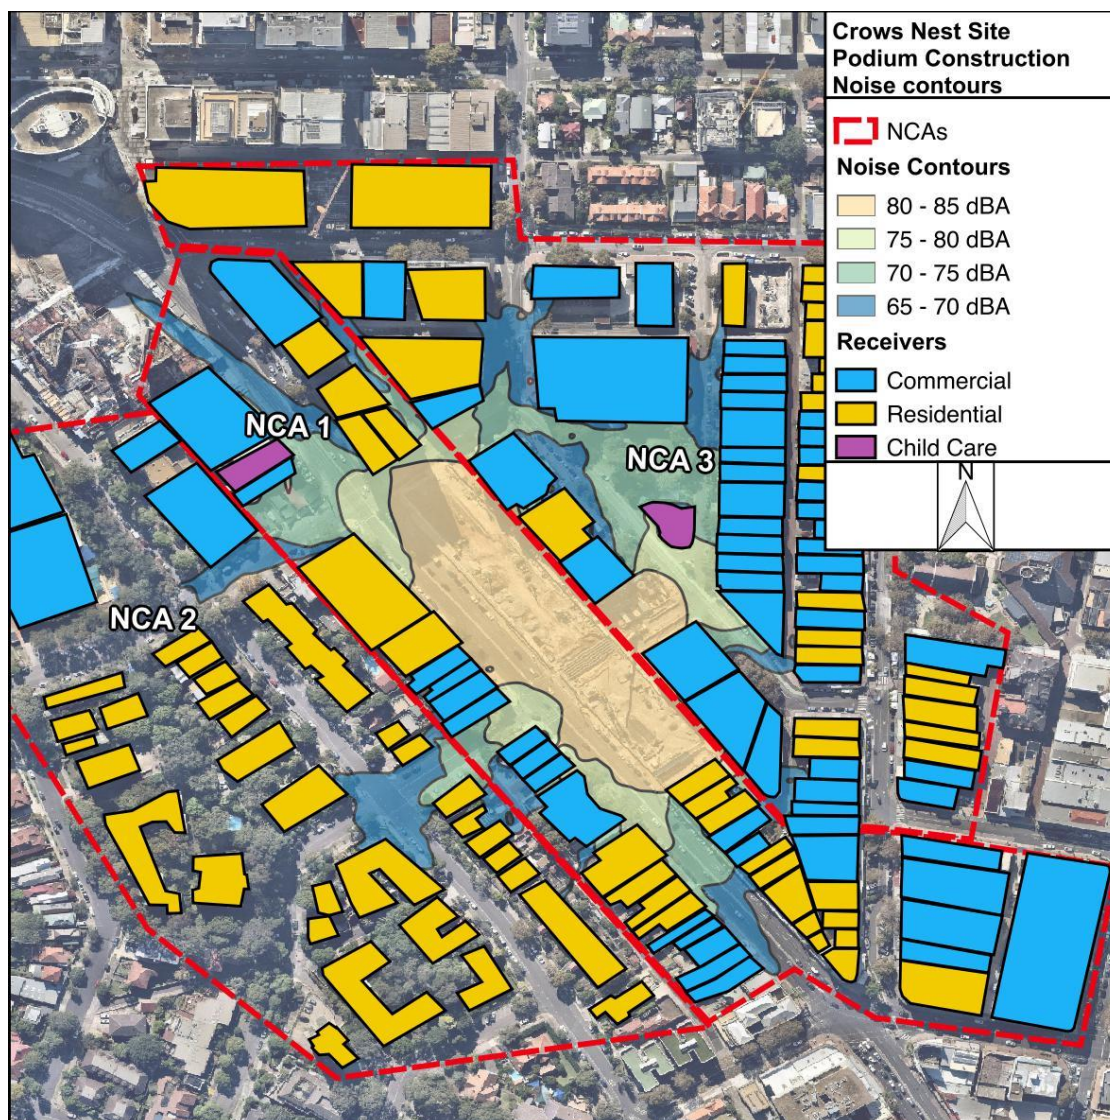 Crows Nest Site
Podium Construction
Noise contours
NCAs
Noise Contours
80 - 85 dBA
75 - 80 dBA
70 - 75 dBA
65 - 70 dBA
Receivers
Commercial
Residential
Child Care
N
NCA 1
NCA 3
NCA 2